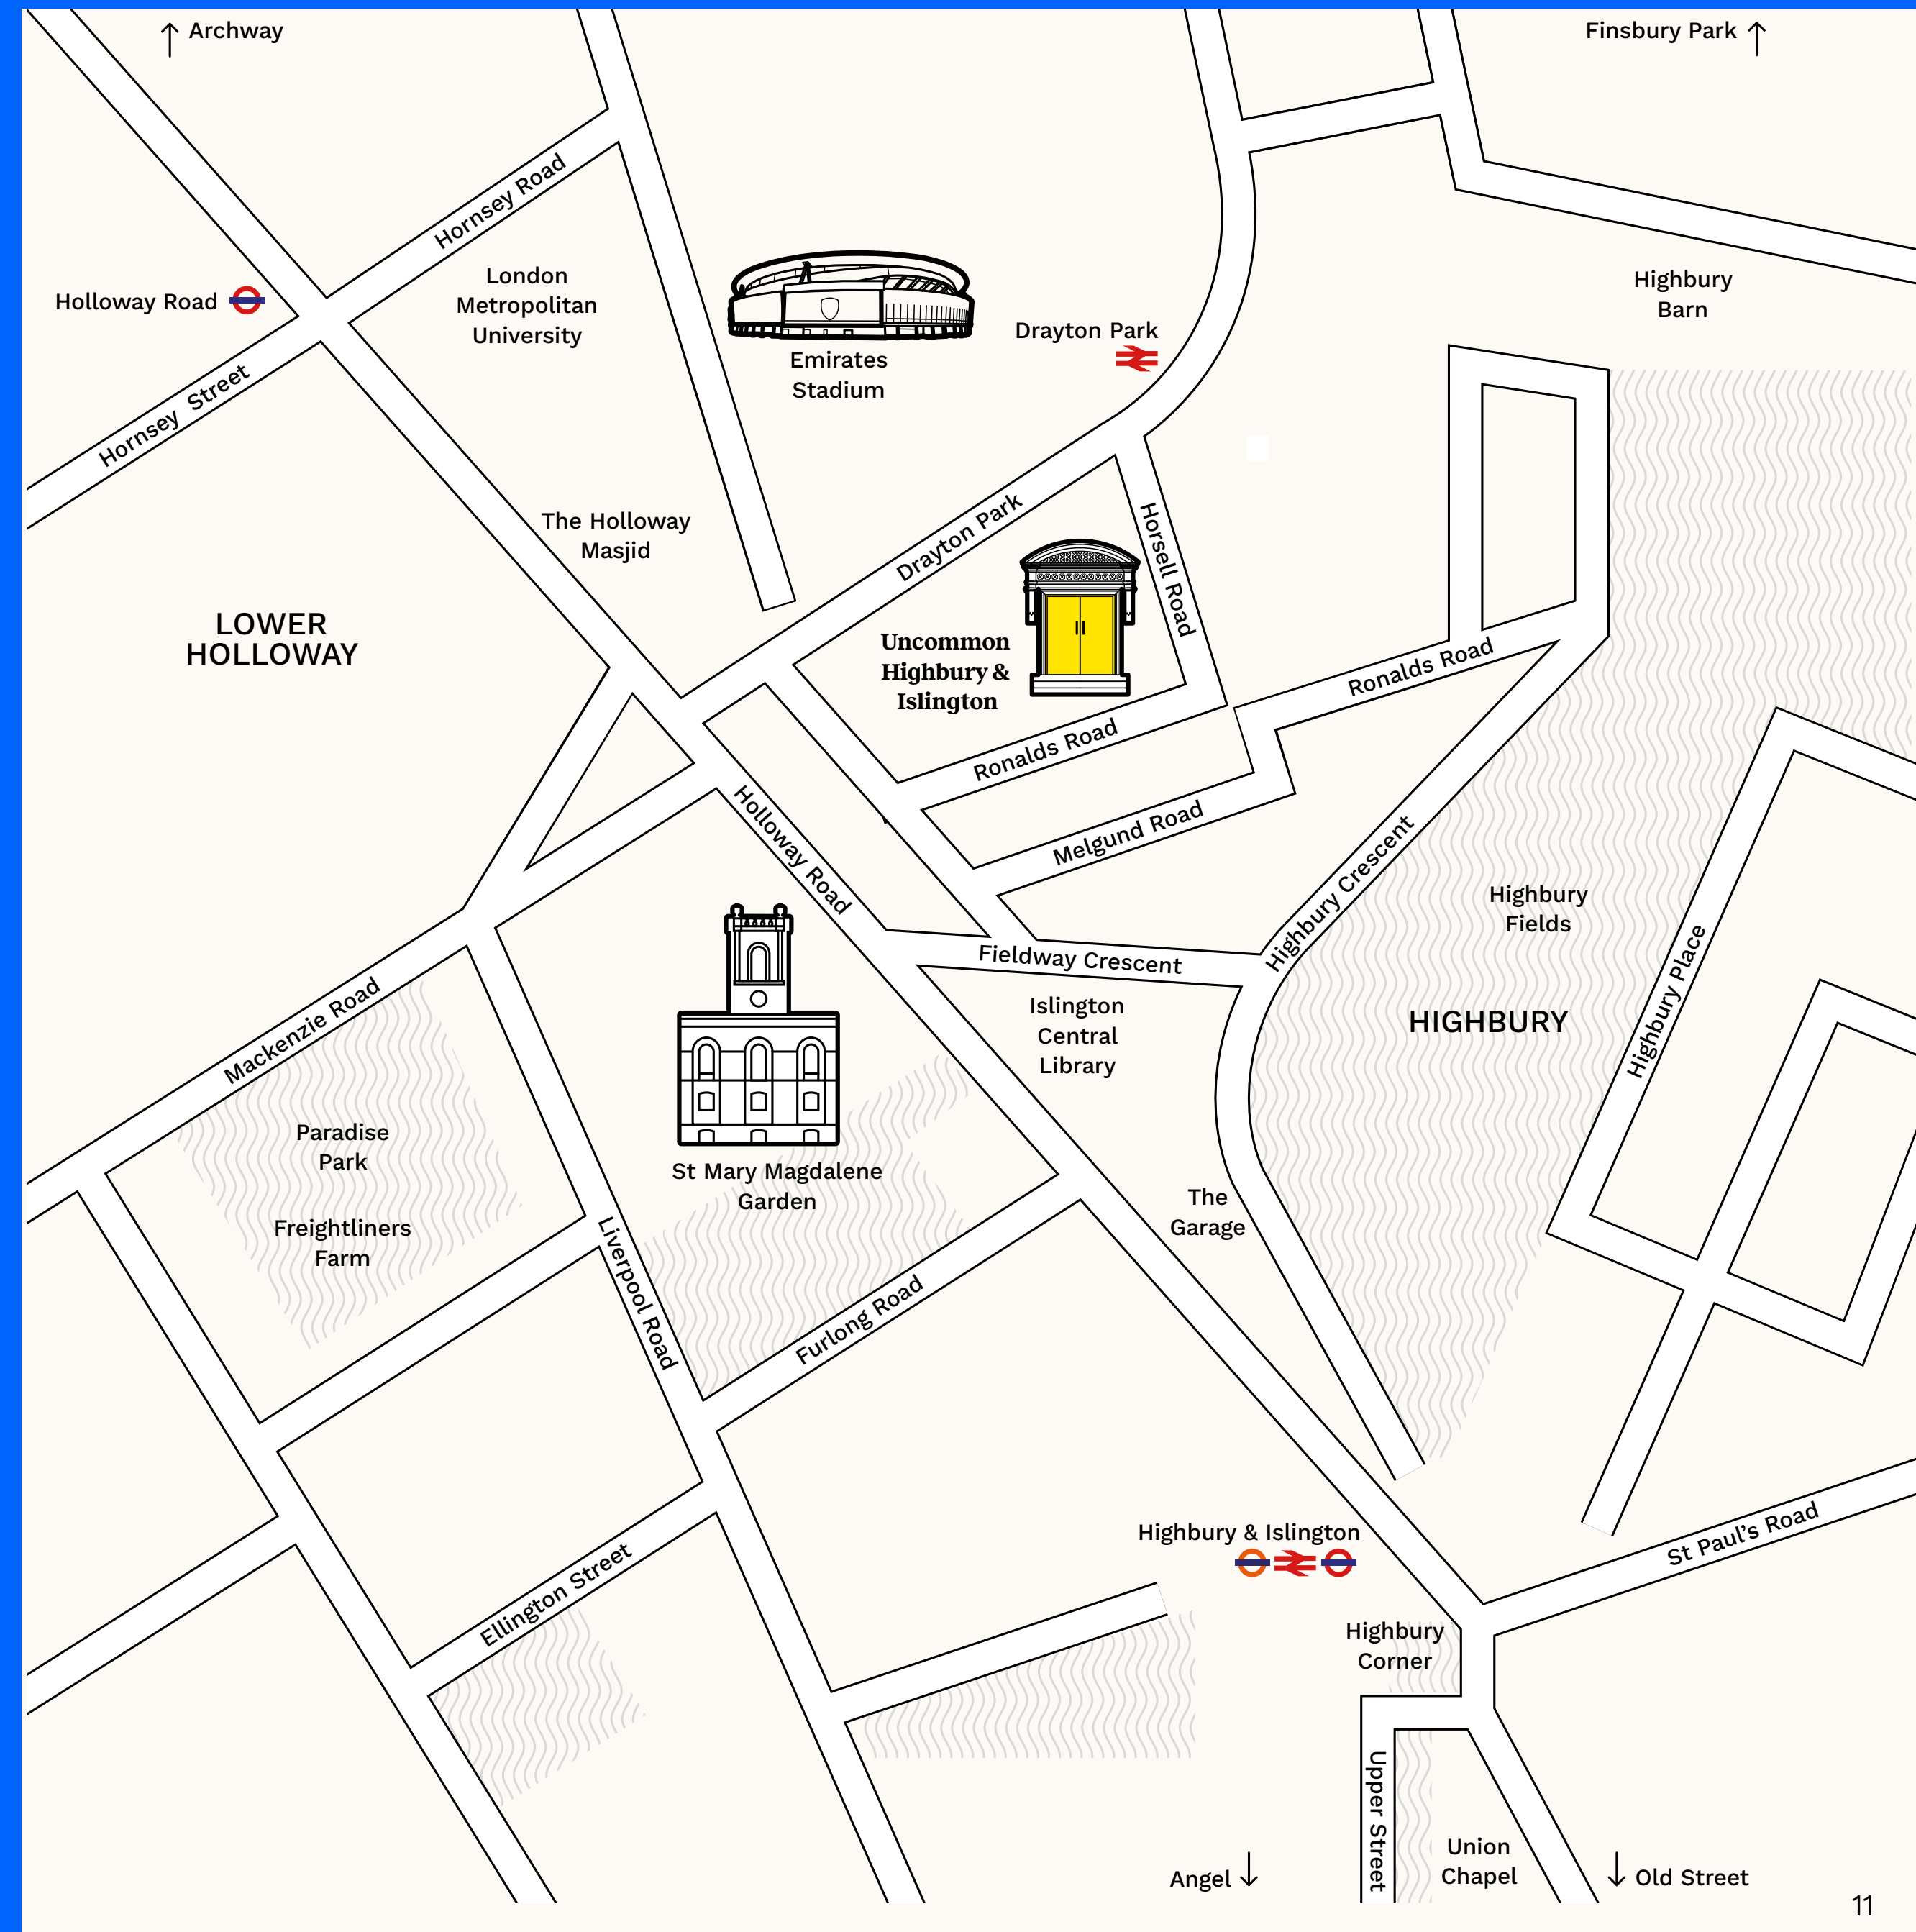 Archway
Finsbury Park
Hornsey Road
Holloway Road
London
Metropolitan
University
Emirates
Stadium
Drayton Park
Highbury
Barn
Hornsey Street
The Holloway
Masjid
Drayton Park
Horsell Road
LOWER
HOLLOWAY
Uncommon
Highbury &
Islington
Ronalds Road
Ronalds Road
Melgund Road
Holloway Road
Highbury Crescent
Highbury
Fields
Fieldway Crescent
Highbury Place
Mackenzie Road
Islington
Central
Library
HIGHBURY
Paradise
Park
St Mary Magdalene
Garden
The
Garage
Freightliners
Farm
Liverpool Road
Furlong Road
Highbury & Islington
St Paul's Road
Ellington Street
Highbury
Corner
Upper Street
Union
Chapel
Angel
Old Street
11